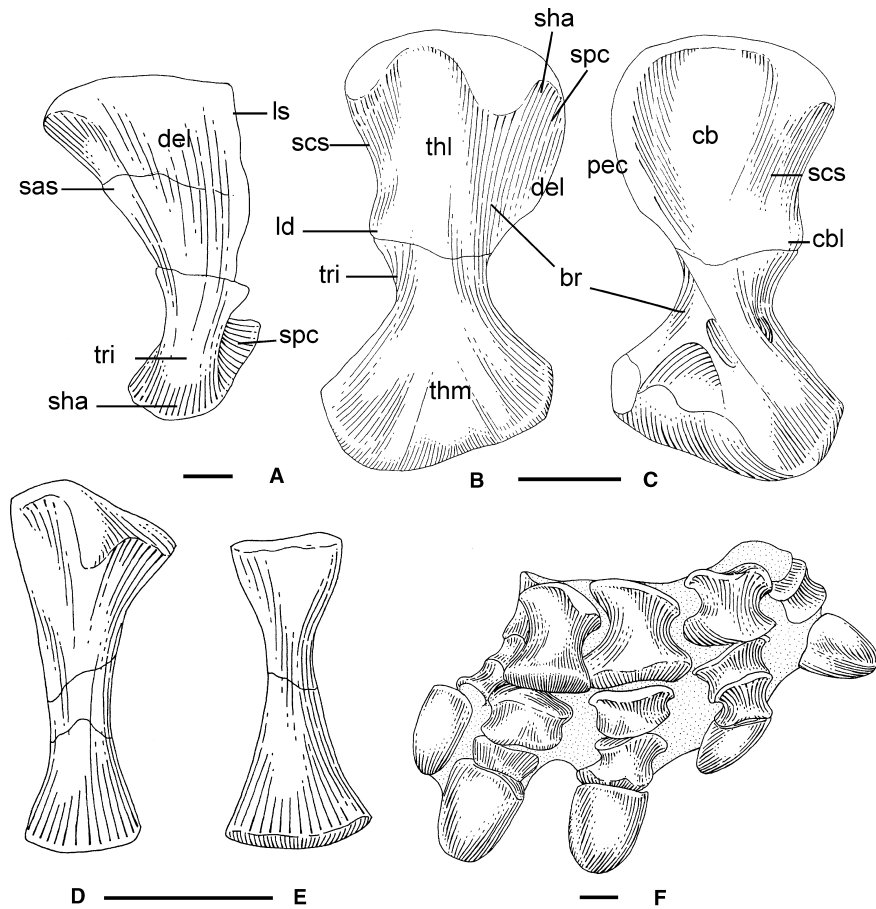 sha
spc
ls
del
scs
thl
cb
pec
scs
sas
del
ld
cbl
tri
br
spc
tri
thm
sha
A
B
C
D
E
F